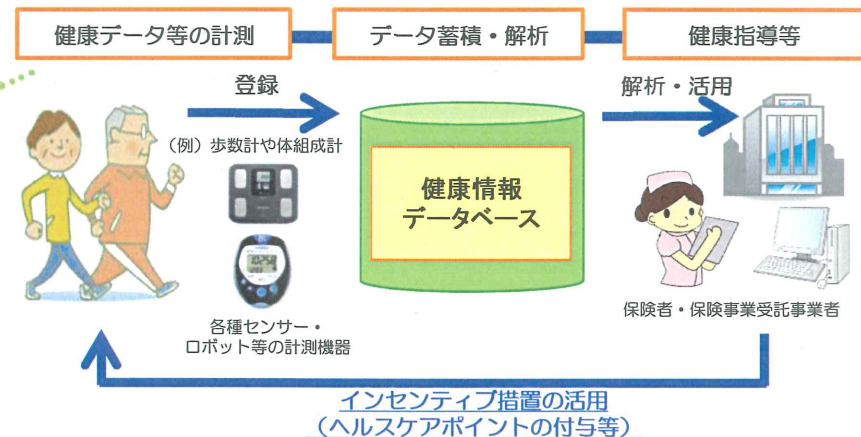 健康データ等の計測
データ蓄積・解析
健康指導等
登録
解析・活用
（例）歩数計や体組成計
健康情報
データベース
各種センサー・
ロボット等の計測機器
保険者・保険事業受託事業者
インセンティブ措置の活用
（ヘルスケアポイントの付与等）